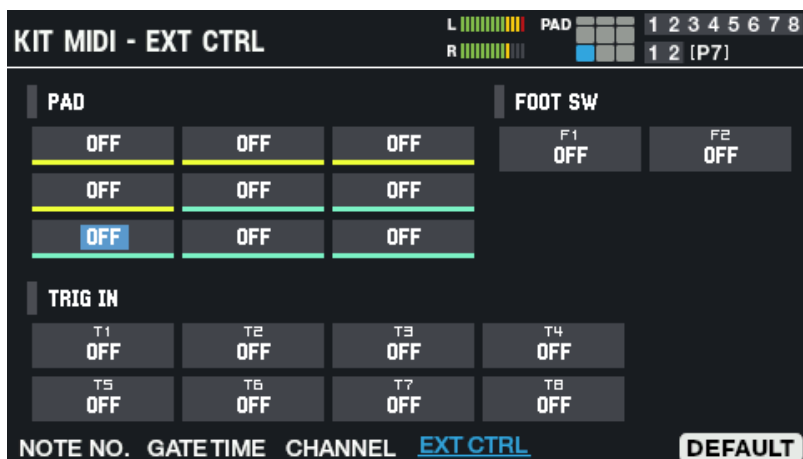 KIT MIDI - EXT CTRL L PAD 1 2 3 4 5 6 7 8
R 1 2 [P7]
PAD FOOT SW
OFF OFF OFF F1 OFF F2 OFF
OFF OFF OFF
OFF OFF OFF
TRIG IN
T1 T2 T3 T4
OFF OFF OFF OFF
T5 T6 T7 T8
OFF OFF OFF OFF
NOTE NO. GATE TIME CHANNEL EXT CTRL DEFAULT